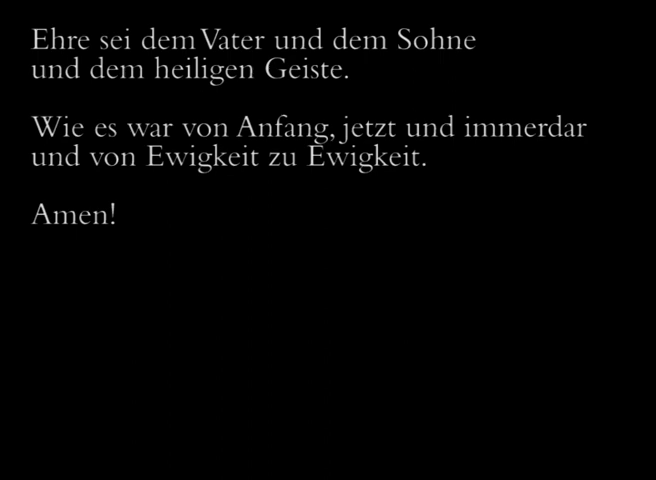 Ehre sei dem Vater und dem Sohne
und dem heiligen Geiste.
Wie es war von Anfang, jetzt und immerdar
und von Ewigkeit zu Ewigkeit.
Amen!